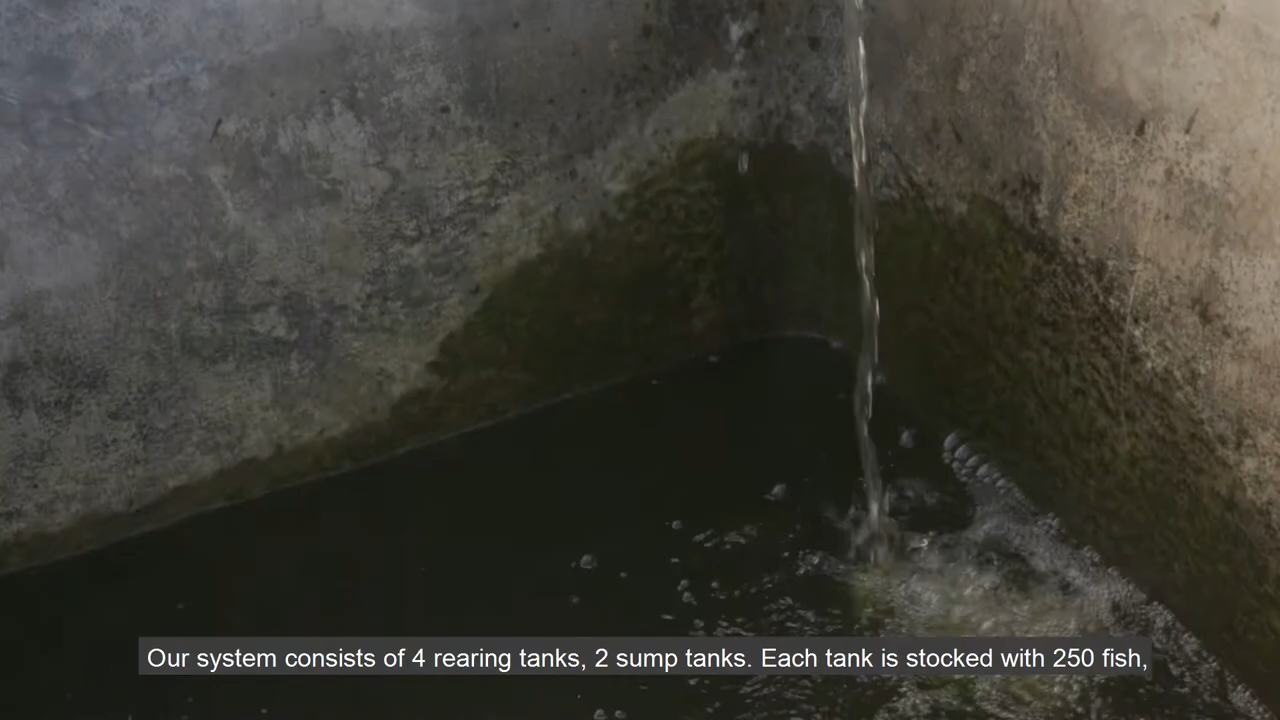 Our system consists of 4 rearing tanks, 2 sump tanks. Each tank is stocked with 250 fish,